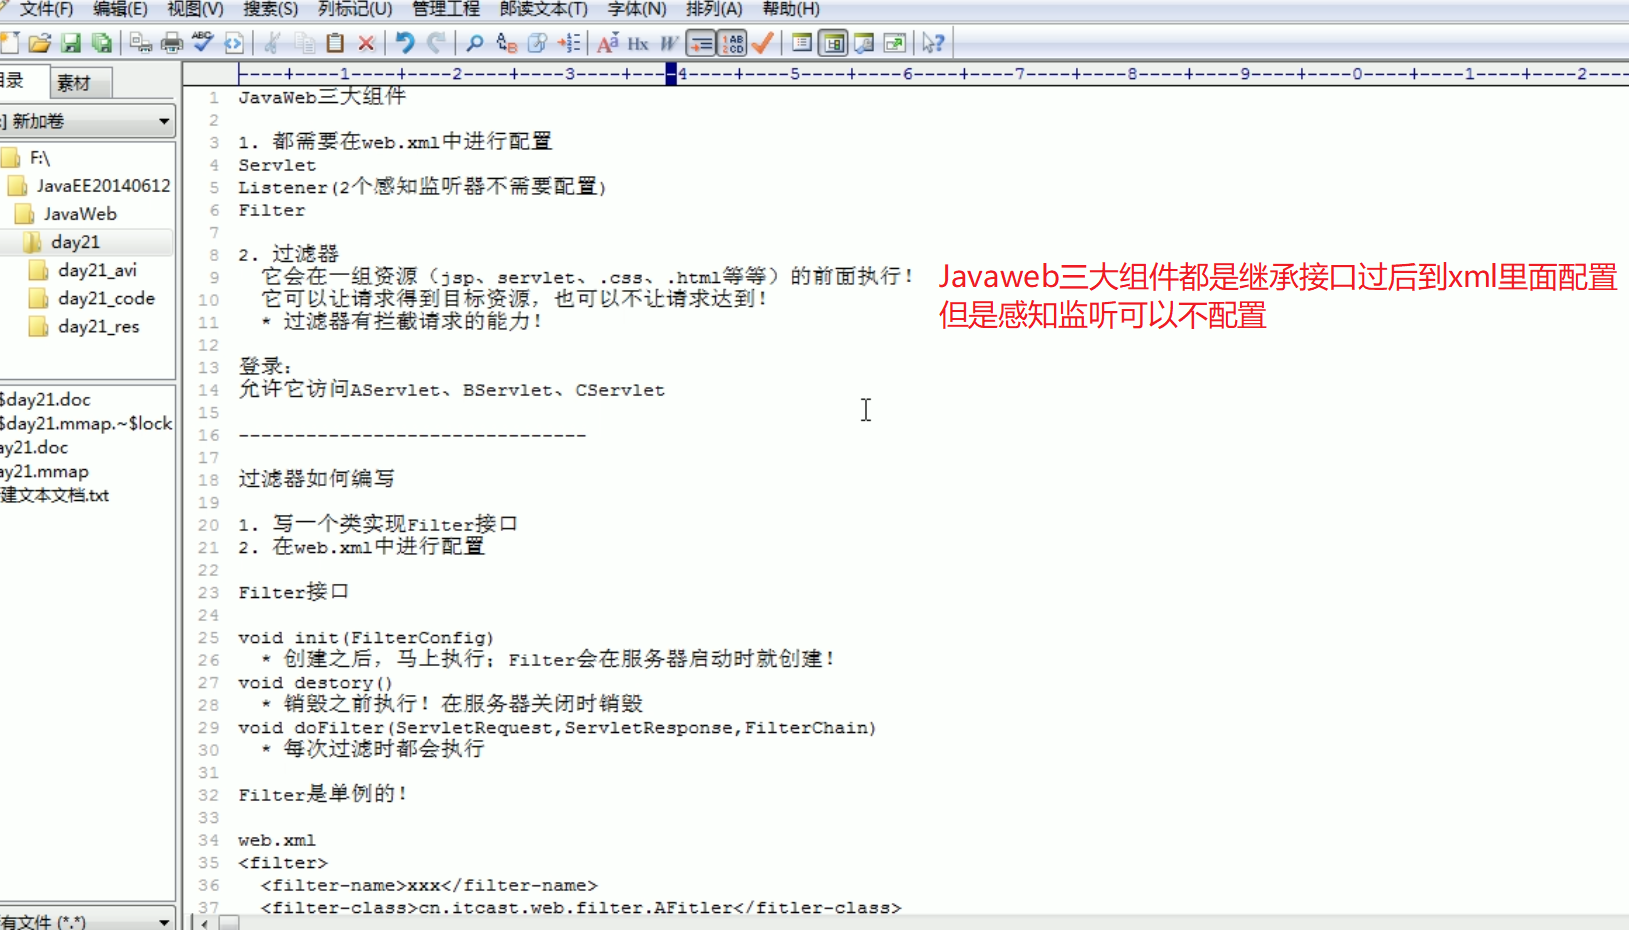 文件(F) 编辑(E) 视图(V) 搜索(S) 列标记(U) 管理工程 郎读文本(T) 字体(N) 排列(A) 帮助(H)
目录 素材
----+----1----+----2----+----3----+----4----+----5----+----6----+----7----+----8----+----9----+----0----+----1----+----2----
新加卷
F:\
JavaEE20140612
JavaWeb
day21
day21_avi
day21_code
day21_res
$day21.doc
$day21.mmap.~$lock
ay21.doc
ay21.mmap
建文本文档.txt
有文件 (*.*)
1 JavaWeb三大组件
2
3 1. 都需要在web.xml中进行配置
4 Servlet
5 Listener(2个感知监听器不需要配置)
6 Filter
7
8 2. 过滤器
9 它会在一组资源（jsp、servlet、.css、.html等等）的前面执行！
10 它可以让请求得到目标资源，也可以不让请求达到！
11 * 过滤器有拦截请求的能力！
12
13 登录：
14 允许它访问AServlet、BServlet、CServlet
15
16 -------------------------------
17
18 过滤器如何编写
19
20 1. 写一个类实现Filter接口
21 2. 在web.xml中进行配置
22
23 Filter接口
24
25 void init(FilterConfig)
26 * 创建之后，马上执行；Filter会在服务器启动时就创建！
27 void destory()
28 * 销毁之前执行！在服务器关闭时销毁
29 void doFilter(ServletRequest,ServletResponse,FilterChain)
30 * 每次过滤时都会执行
31
32 Filter是单例的！
33
34 web.xml
35 <filter>
36 <filter-name>xxx</filter-name>
37 <filter-class>cn.itcast.web.filter.AFitler</fitler-class>
Javaweb三大组件都是继承接口过后到xml里面配置
但是感知监听可以不配置